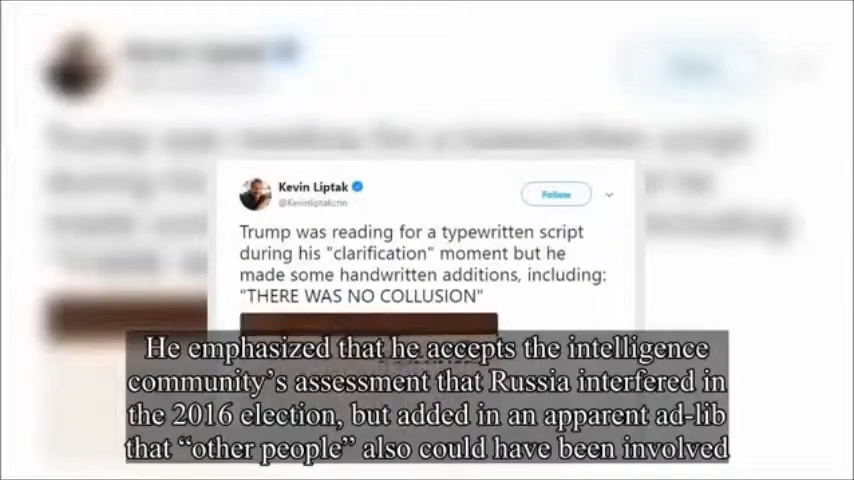 Kevin Liptak
@Kevinliptakcnn
Follow
Trump was reading for a typewritten script
during his "clarification" moment but he
made some handwritten additions, including:
"THERE WAS NO COLLUSION"
He emphasized that he accepts the intelligence
community’s assessment that Russia interfered in
the 2016 election, but added in an apparent ad-lib
that “other people” also could have been involved